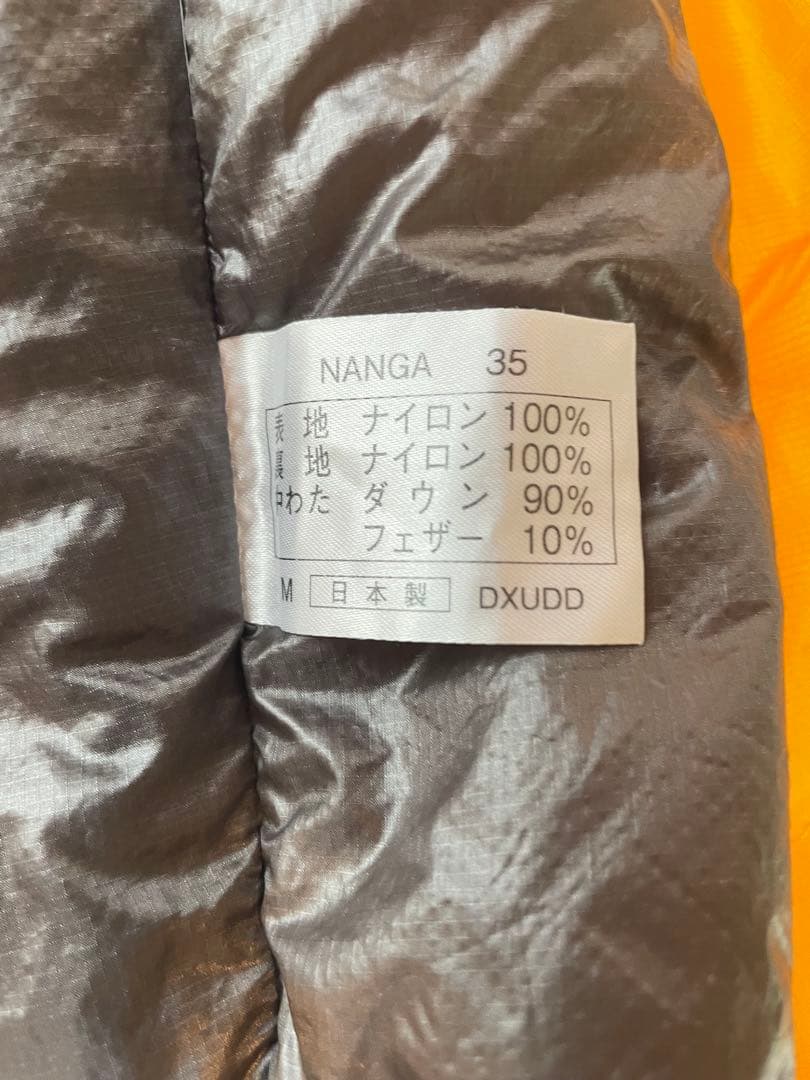 NANGA 35
表地 ナイロン 100%
裏地 ナイロン 100%
中わた ダウン 90%
フェザー 10%
M 日本製 DXUDD